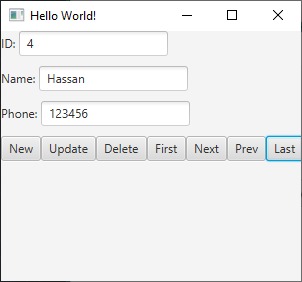 Hello World!
ID: 4
Name: Hassan
Phone: 123456
New Update Delete First Next Prev Last